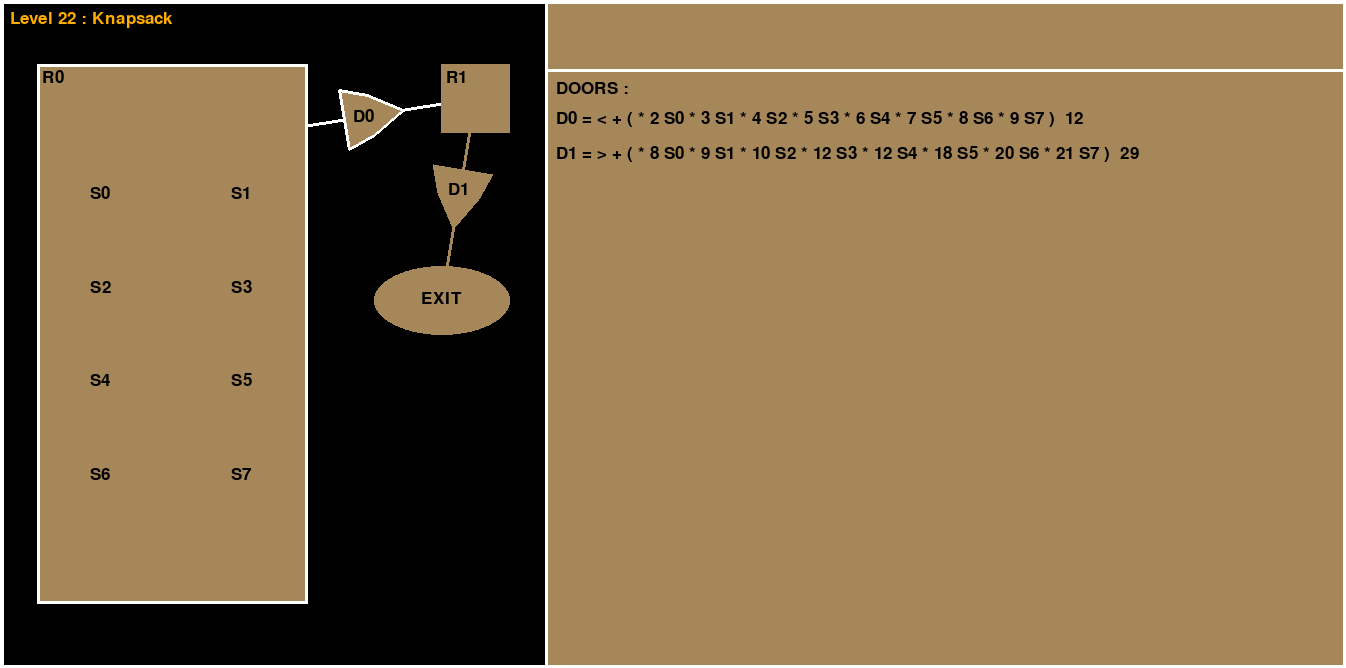 Level 22 : Knapsack
R0
D0
R1
D1
EXIT
S0 S1
S2 S3
S4 S5
S6 S7
DOORS :
D0 = < + ( * 2 S0 * 3 S1 * 4 S2 * 5 S3 * 6 S4 * 7 S5 * 8 S6 * 9 S7 ) 12
D1 = > + ( * 8 S0 * 9 S1 * 10 S2 * 12 S3 * 12 S4 * 18 S5 * 20 S6 * 21 S7 ) 29